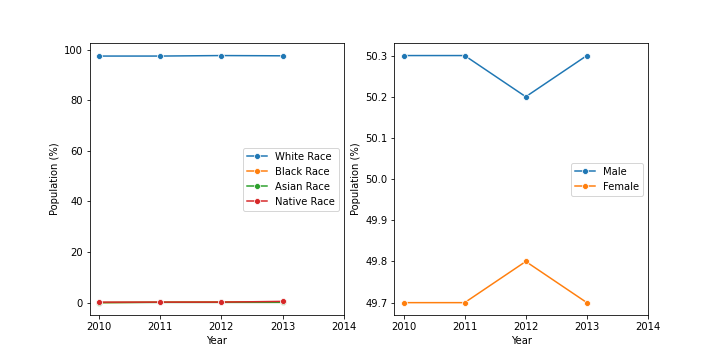 100
80
60
40
20
0
Population (%)
2010 2011 2012 2013 2014
Year
White Race
Black Race
Asian Race
Native Race
50.3
50.2
50.1
50.0
49.9
49.8
49.7
Population (%)
2010 2011 2012 2013 2014
Year
Male
Female